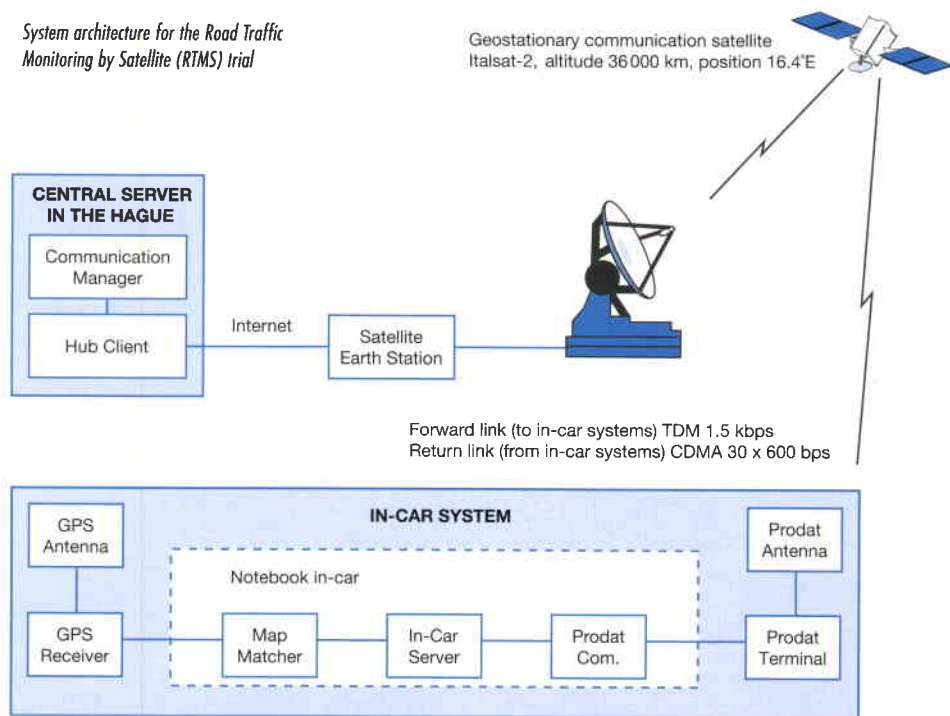 System architecture for the Road Traffic
Monitoring by Satellite (RTMS) trial
Geostationary communication satellite
Italsat-2, altitude 36 000 km, position 16.4°E
CENTRAL SERVER
IN THE HAGUE
Communication
Manager
Hub Client
Internet
Satellite
Earth Station
Forward link (to in-car systems) TDM 1.5 kbps
Return link (from in-car systems) CDMA 30 x 600 bps
IN-CAR SYSTEM
GPS
Antenna
Notebook in-car
Prodat
Antenna
GPS
Receiver
Map
Matcher
In-Car
Server
Prodat
Com.
Prodat
Terminal